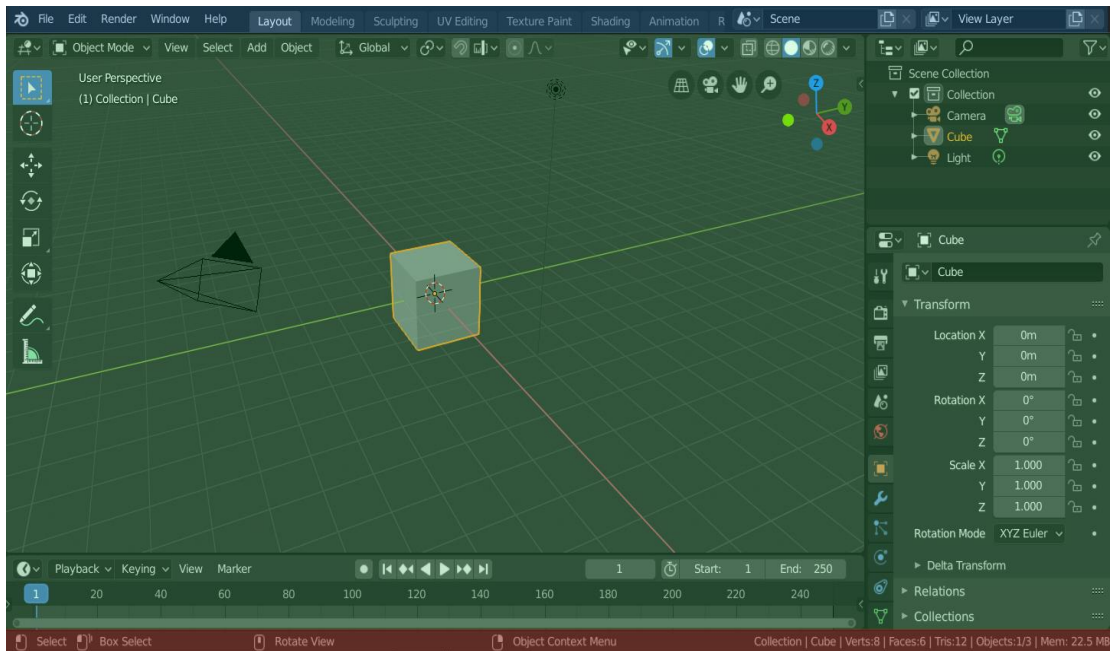 File Edit Render Window Help Layout Modeling Sculpting UV Editing Texture Paint Shading Animation R Scene View Layer
Object Mode View Select Add Object Global
User Perspective
(1) Collection | Cube
Z
Y
X
Scene Collection
Collection
Camera
Cube
Light
Cube
Cube
Transform
Location X 0m
Y 0m
Z 0m
Rotation X 0°
Y 0°
Z 0°
Scale X 1.000
Y 1.000
Z 1.000
Rotation Mode XYZ Euler
Delta Transform
Relations
Collections
Playback Keying View Marker 1 Start: 1 End: 250
1 20 40 60 80 100 120 140 160 180 200 220 240
Select Box Select Rotate View Object Context Menu Collection | Cube | Verts:8 | Faces:6 | Tris:12 | Objects:1/3 | Mem: 22.5 MB